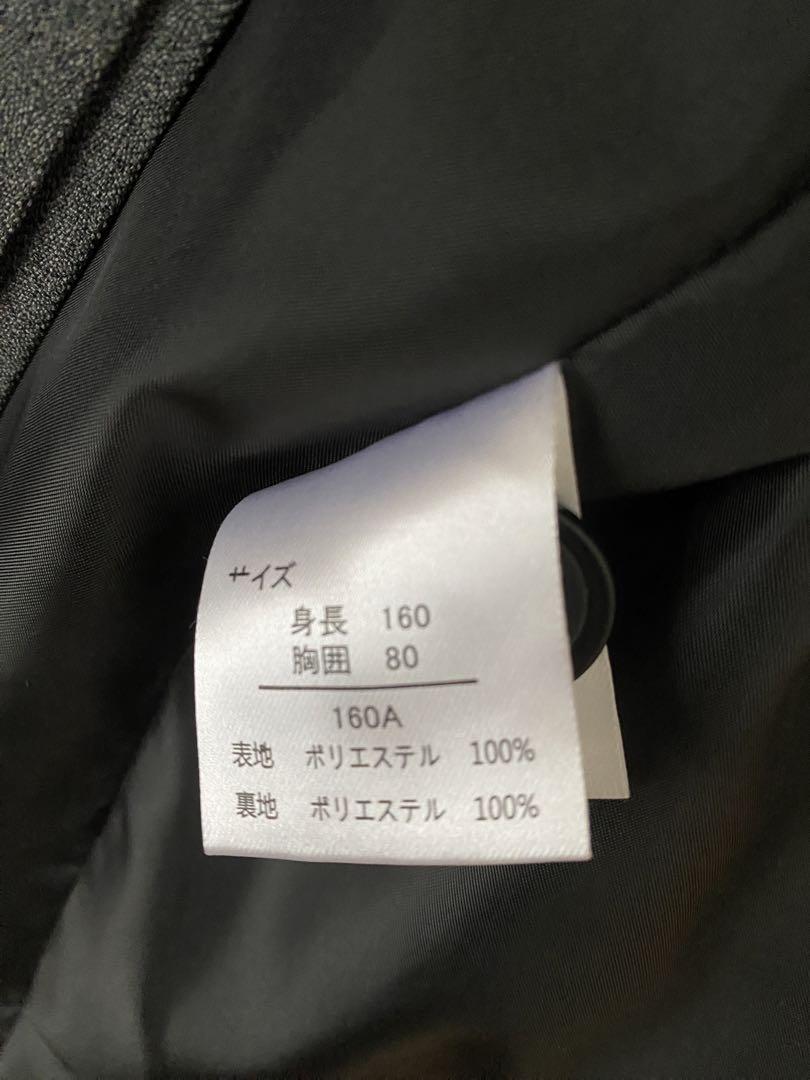 サイズ
身長 160
胸囲 80
160A
表地 ポリエステル 100%
裏地 ポリエステル 100%